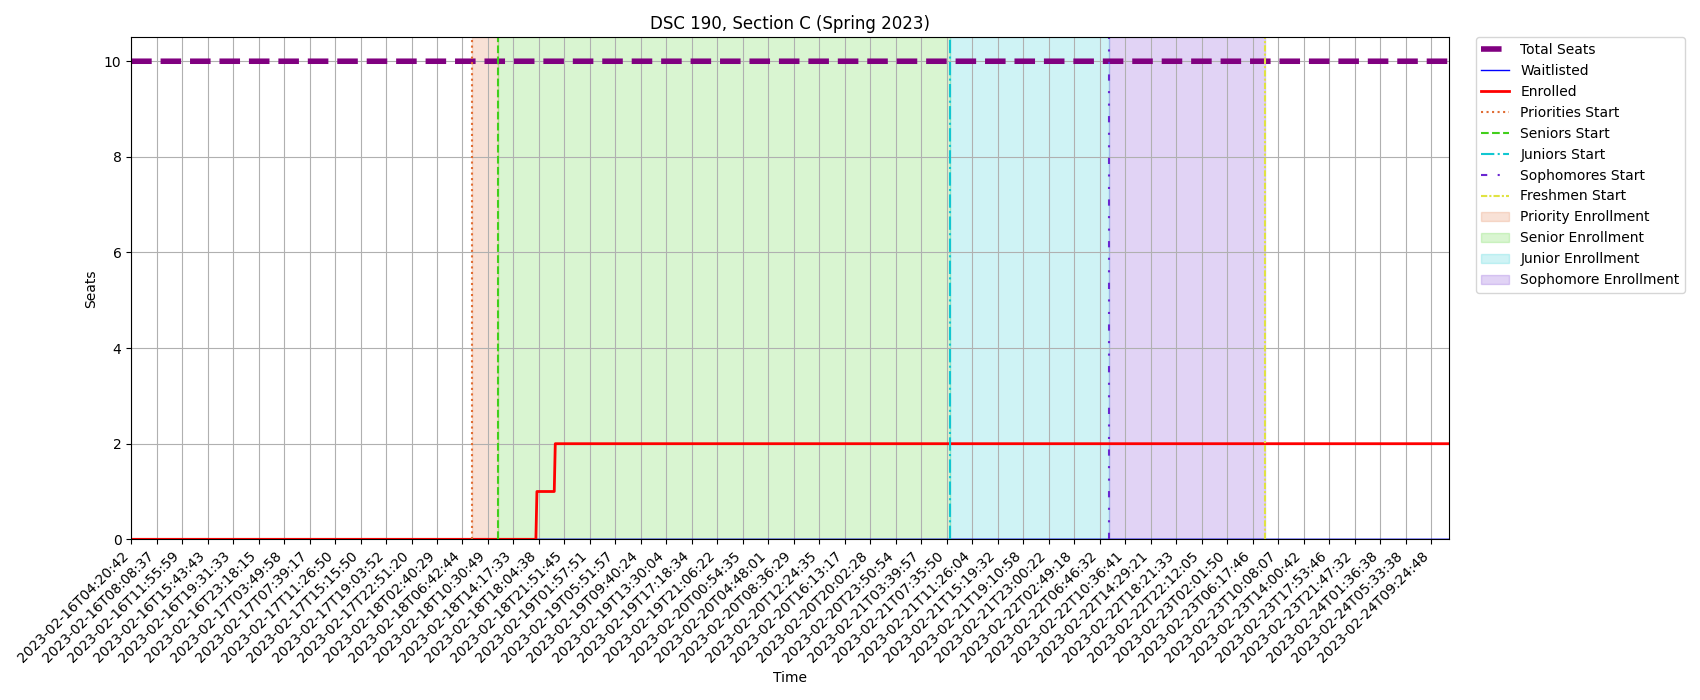 DSC 190, Section C (Spring 2023)
Total Seats
Waitlisted
Enrolled
Priorities Start
Seniors Start
Juniors Start
Sophomores Start
Freshmen Start
Priority Enrollment
Senior Enrollment
Junior Enrollment
Sophomore Enrollment
Seats
10
8
6
4
2
0
2023-02-16T04:20:42
2023-02-16T08:08:37
2023-02-16T11:55:59
2023-02-16T15:43:43
2023-02-16T19:31:33
2023-02-16T23:18:15
2023-02-17T03:49:58
2023-02-17T07:39:17
2023-02-17T11:26:50
2023-02-17T15:15:50
2023-02-17T19:03:52
2023-02-17T22:51:20
2023-02-18T02:40:29
2023-02-18T06:42:44
2023-02-18T10:30:49
2023-02-18T14:17:33
2023-02-18T18:04:38
2023-02-18T21:51:45
2023-02-19T01:57:51
2023-02-19T05:51:57
2023-02-19T09:40:24
2023-02-19T13:30:04
2023-02-19T17:18:34
2023-02-19T21:06:22
2023-02-20T00:54:35
2023-02-20T04:48:01
2023-02-20T08:36:29
2023-02-20T12:24:35
2023-02-20T16:13:17
2023-02-20T20:02:28
2023-02-20T23:50:54
2023-02-21T03:39:57
2023-02-21T07:35:50
2023-02-21T11:26:04
2023-02-21T15:19:32
2023-02-21T19:10:58
2023-02-21T23:00:22
2023-02-22T02:49:18
2023-02-22T06:46:32
2023-02-22T10:36:41
2023-02-22T14:29:21
2023-02-22T18:21:33
2023-02-22T22:12:05
2023-02-23T02:01:50
2023-02-23T06:17:46
2023-02-23T10:08:07
2023-02-23T14:00:42
2023-02-23T17:53:46
2023-02-23T21:47:32
2023-02-24T01:36:38
2023-02-24T05:33:38
2023-02-24T09:24:48
Time